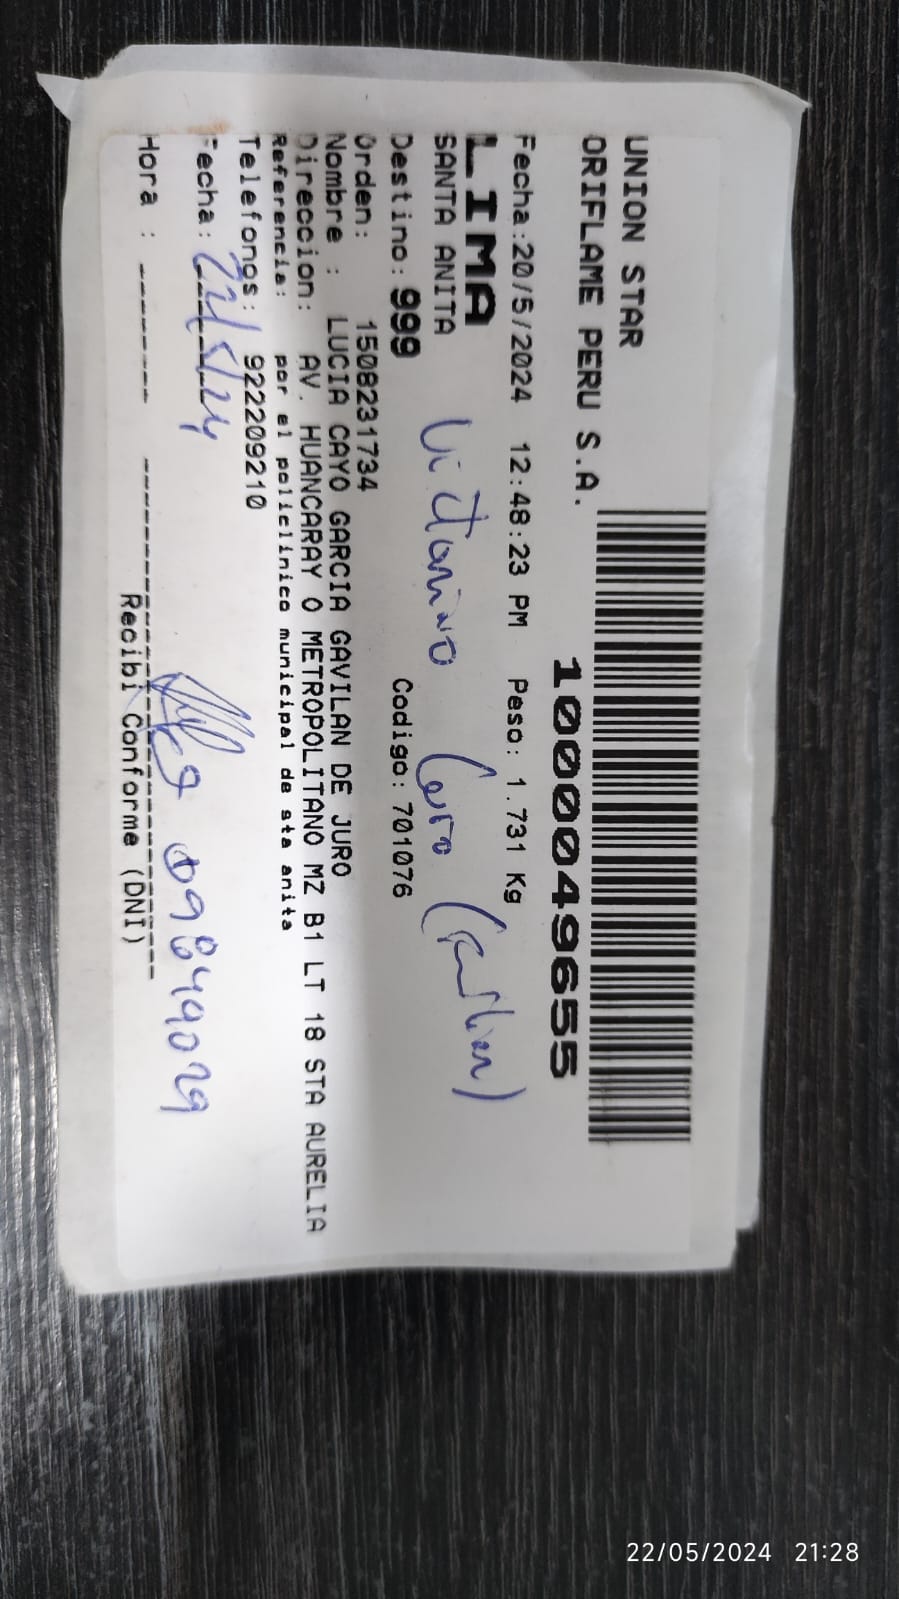 UNION STAR
ORIFLAME PERU S.A.
1000049655
Fecha:20/5/2024 12:48:23 PM Peso: 1.731 Kg
LIMA
SANTA ANITA
Destino: 999 Codigo: 701076
Orden: 1508231734
Nombre : LUCIA CAYO GARCIA GAVILAN DE JURO
Direccion: AV. HUANCARAY O METROPOLITANO MZ B1 LT 18 STA AURELIA
Referencia: por el policlinico municipal de sta anita
Telefonos: 922209210
Fecha:
Hora :
Recibi Conforme (DNI)
22/05/2024 21:28